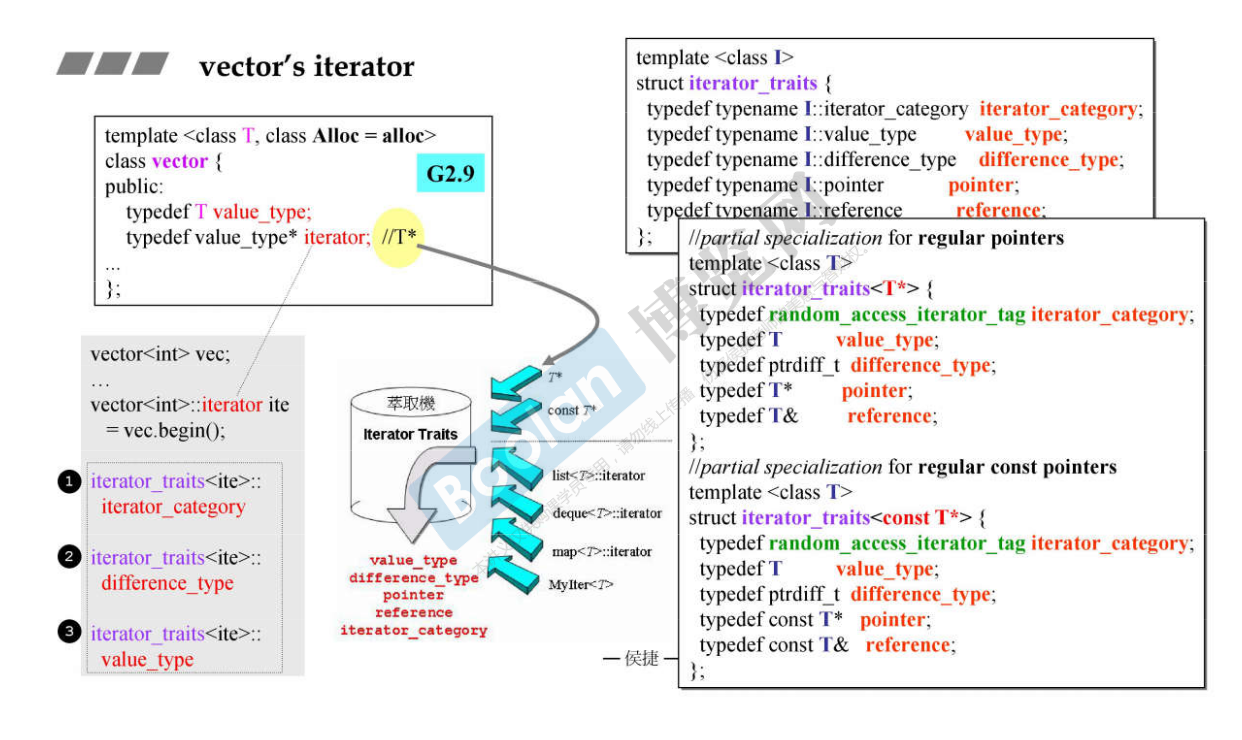 vector's iterator
template <class T, class Alloc = alloc>
class vector {
public:
typedef T value_type;
typedef value_type* iterator; //T*
...
};
G2.9
vector<int> vec;
…
vector<int>::iterator ite
= vec.begin();
1 iterator_traits<ite>::
iterator_category
2 iterator_traits<ite>::
difference_type
3 iterator_traits<ite>::
value_type
萃取機
Iterator Traits
value_type
difference_type
pointer
reference
iterator_category
T*
const T*
list<T>::iterator
deque<T>::iterator
map<T>::iterator
MyIter<T>
template <class I>
struct iterator_traits {
typedef typename I::iterator_category iterator_category;
typedef typename I::value_type value_type;
typedef typename I::difference_type difference_type;
typedef typename I::pointer pointer;
typedef typename I::reference reference;
};
//partial specialization for regular pointers
template <class T>
struct iterator_traits<T*> {
typedef random_access_iterator_tag iterator_category;
typedef T value_type;
typedef ptrdiff_t difference_type;
typedef T* pointer;
typedef T& reference;
};
//partial specialization for regular const pointers
template <class T>
struct iterator_traits<const T*> {
typedef random_access_iterator_tag iterator_category;
typedef T value_type;
typedef ptrdiff_t difference_type;
typedef const T* pointer;
typedef const T& reference;
};
— 侯捷 —
Boolan 博览网